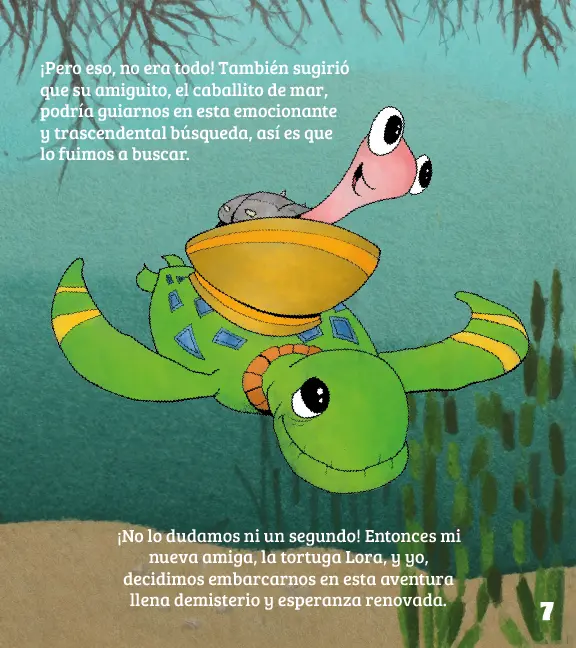 ¡Pero eso, no era todo! También sugirió
que su amiguito, el caballito de mar,
podría guiarnos en esta emocionante
y trascendental búsqueda, así es que
lo fuimos a buscar.
¡No lo dudamos ni un segundo! Entonces mi
nueva amiga, la tortuga Lora, y yo,
decidimos embarcarnos en esta aventura
llena demisterio y esperanza renovada.
7